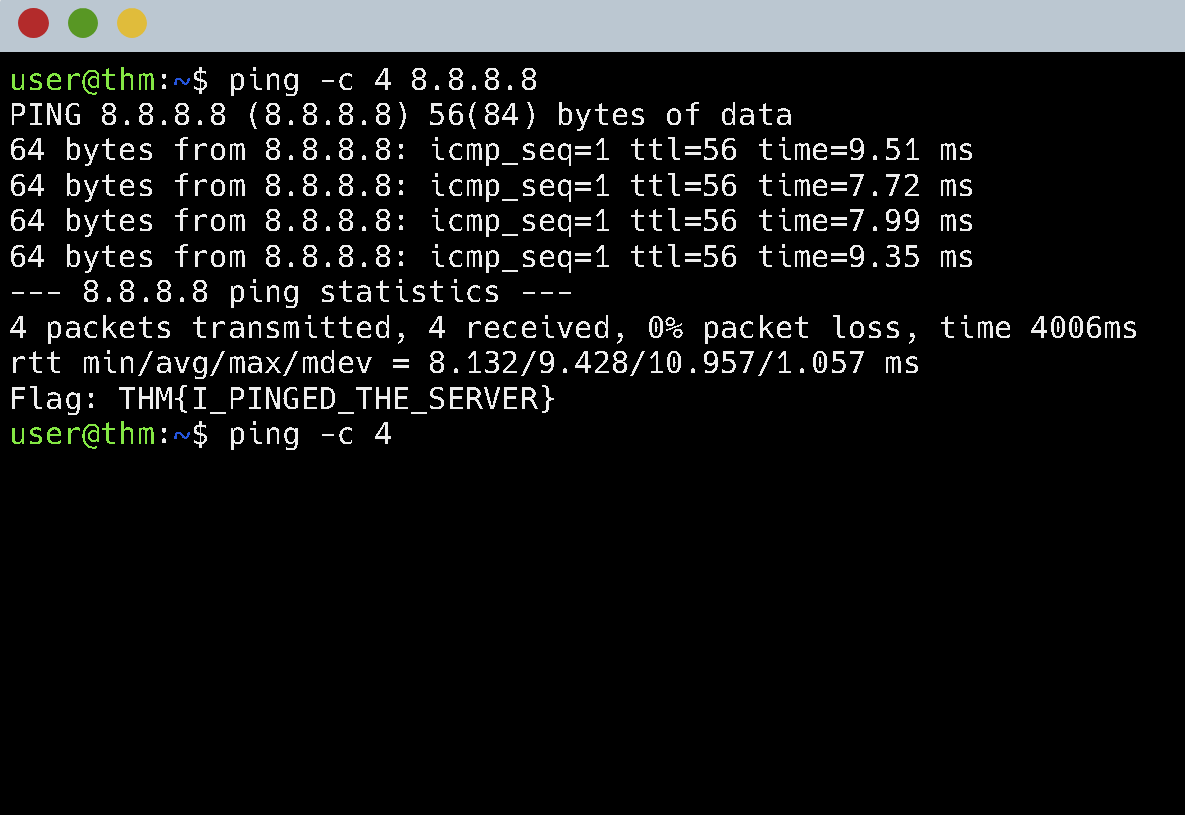 user@thm:~$ ping -c 4 8.8.8.8
PING 8.8.8.8 (8.8.8.8) 56(84) bytes of data
64 bytes from 8.8.8.8: icmp_seq=1 ttl=56 time=9.51 ms
64 bytes from 8.8.8.8: icmp_seq=1 ttl=56 time=7.72 ms
64 bytes from 8.8.8.8: icmp_seq=1 ttl=56 time=7.99 ms
64 bytes from 8.8.8.8: icmp_seq=1 ttl=56 time=9.35 ms
--- 8.8.8.8 ping statistics ---
4 packets transmitted, 4 received, 0% packet loss, time 4006ms
rtt min/avg/max/mdev = 8.132/9.428/10.957/1.057 ms
Flag: THM{I_PINGED_THE_SERVER}
user@thm:~$ ping -c 4